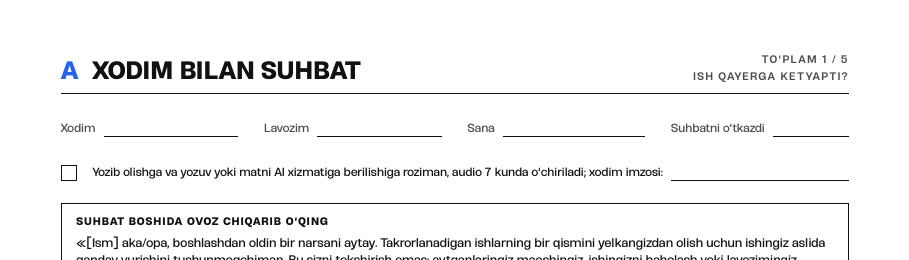 A XODIM BILAN SUHBAT
TO‘PLAM 1 / 5
ISH QAYERGA KETYAPTI?
Xodim
Lavozim
Sana
Suhbatni o‘tkazdi
Yozib olishga va yozuv yoki matni AI xizmatiga berilishiga roziman, audio 7 kunda o‘chiriladi; xodim imzosi:
SUHBAT BOSHIDA OVOZ CHIQARIB O‘QING
«[Ism] aka/opa, boshlashdan oldin bir narsani aytay. Takrorlanadigan ishlarning bir qismini yelkangizdan olish uchun ishingiz aslida